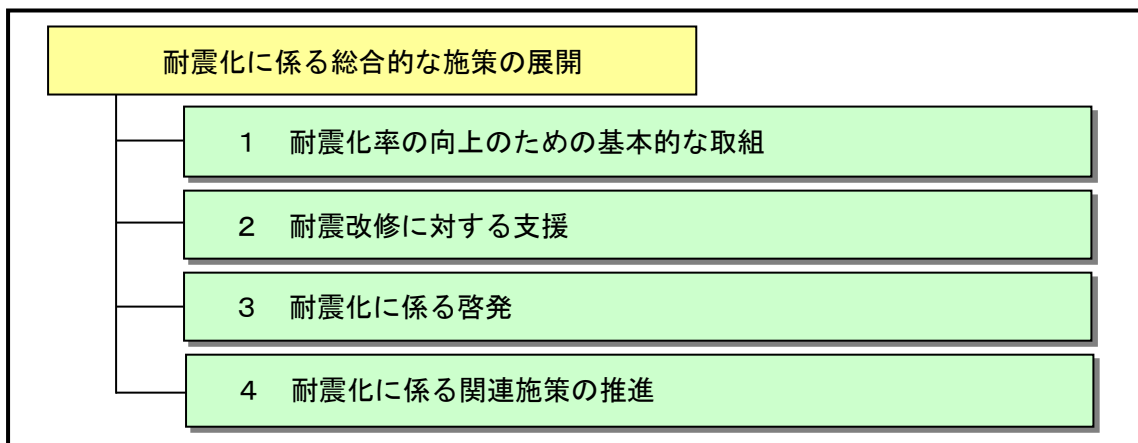 耐震化に係る総合的な施策の展開
１　耐震化率の向上のための基本的な取組
２　耐震改修に対する支援
３　耐震化に係る啓発
４　耐震化に係る関連施策の推進